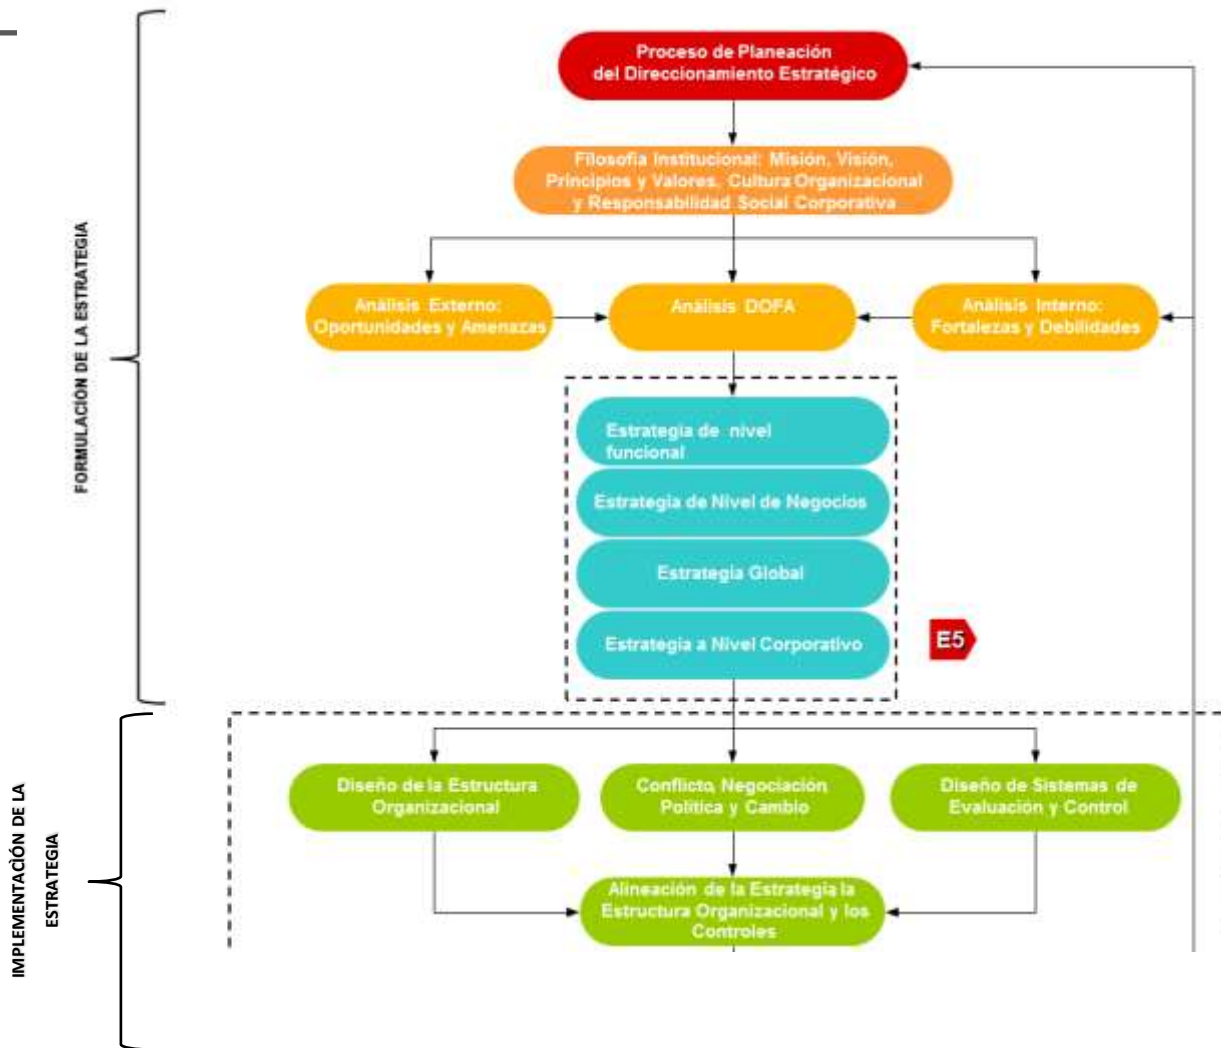 FORMULACIÓN DE LA ESTRATEGIA
Proceso de Planeación
del Direccionamiento Estratégico
Filosofía Institucional: Misión, Visión,
Principios y Valores, Cultura Organizacional
y Responsabilidad Social Corporativa
Análisis Externo:
Oportunidades y Amenazas
Análisis DOFA
Análisis Interno:
Fortalezas y Debilidades
Estrategia de nivel
funcional
Estrategia de Nivel de Negocios
Estrategia Global
Estrategia a Nivel Corporativo
E5
IMPLEMENTACIÒN DE LA
ESTRATEGIA
Diseño de la Estructura
Organizacional
Conflicto, Negociación
Política y Cambio
Diseño de Sistemas de
Evaluación y Control
Alineación de la Estrategia la
Estructura Organizacional y los
Controles